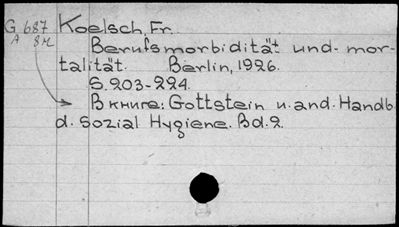 G 687 Koelsch, Fr.
A 8M Berufsmorbidität und mor-
talität. Berlin, 1926.
S. 203-224.
В книге: Gottstein u. and. Handb.
d. Sozial Hygiene. Bd. 2.